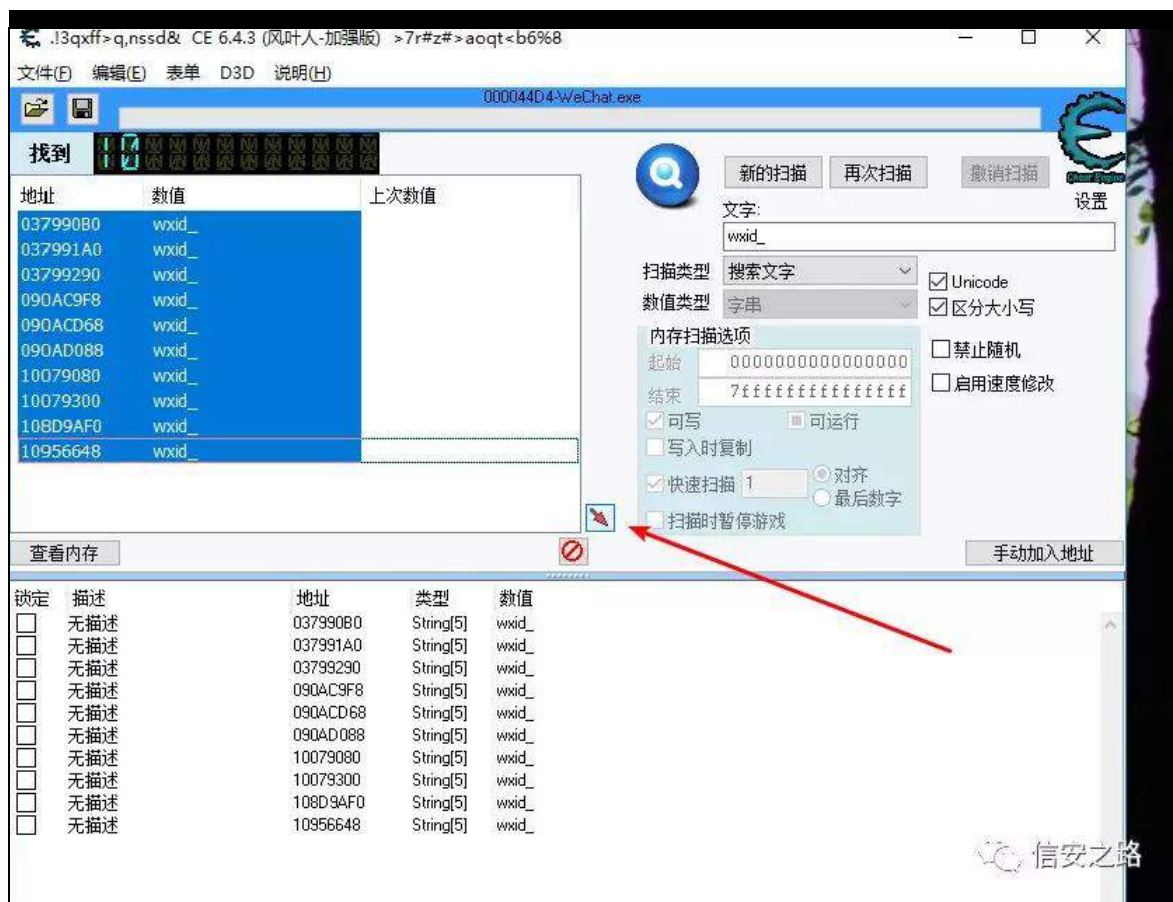 .!3qxff>q,nssd& CE 6.4.3 (风叶人-加强版) >7r#z#>aoqt<b6%8
文件(F) 编辑(E) 表单 D3D 说明(H)
000044D4-WeChat.exe
找到 10
地址 数值 上次数值
037990B0 wxid_
037991A0 wxid_
03799290 wxid_
090AC9F8 wxid_
090ACD68 wxid_
090AD088 wxid_
10079080 wxid_
10079300 wxid_
108D9AF0 wxid_
10956648 wxid_
新的扫描 再次扫描 撤消扫描
Cheat Engine
设置
文字:
wxid_
扫描类型 搜索文字
数值类型 字串
Unicode
区分大小写
内存扫描选项
起始 0000000000000000
结束 7fffffffffffffff
可写 可运行
写入时复制
快速扫描 1 对齐
最后数字
扫描时暂停游戏
禁止随机
启用速度修改
查看内存 手动加入地址
锁定 描述 地址 类型 数值
无描述 037990B0 String[5] wxid_
无描述 037991A0 String[5] wxid_
无描述 03799290 String[5] wxid_
无描述 090AC9F8 String[5] wxid_
无描述 090ACD68 String[5] wxid_
无描述 090AD088 String[5] wxid_
无描述 10079080 String[5] wxid_
无描述 10079300 String[5] wxid_
无描述 108D9AF0 String[5] wxid_
无描述 10956648 String[5] wxid_
信安之路